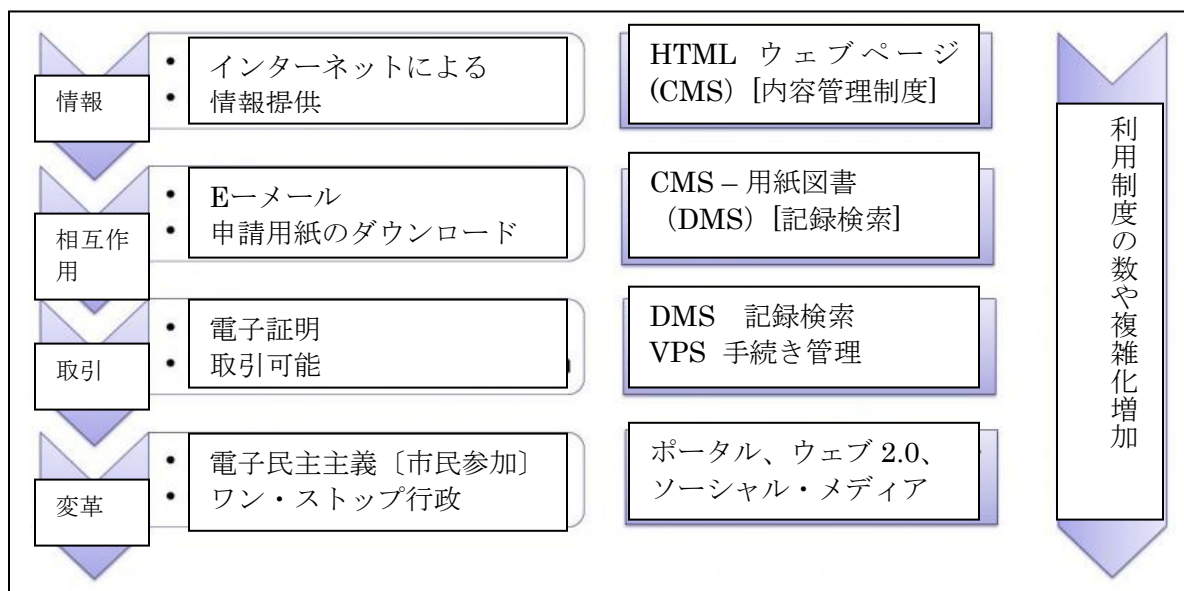 情報
• インターネットによる
• 情報提供
HTML ウェブページ
(CMS) [内容管理制度]
相互作
用
• Eーメール
• 申請用紙のダウンロード
CMS – 用紙図書
(DMS) [記録検索]
取引
• 電子証明
• 取引可能
DMS 記録検索
VPS 手続き管理
変革
• 電子民主主義〔市民参加〕
• ワン・ストップ行政
ポータル、ウェブ 2.0、
ソーシャル・メディア
利用制度の数や複雑化増加